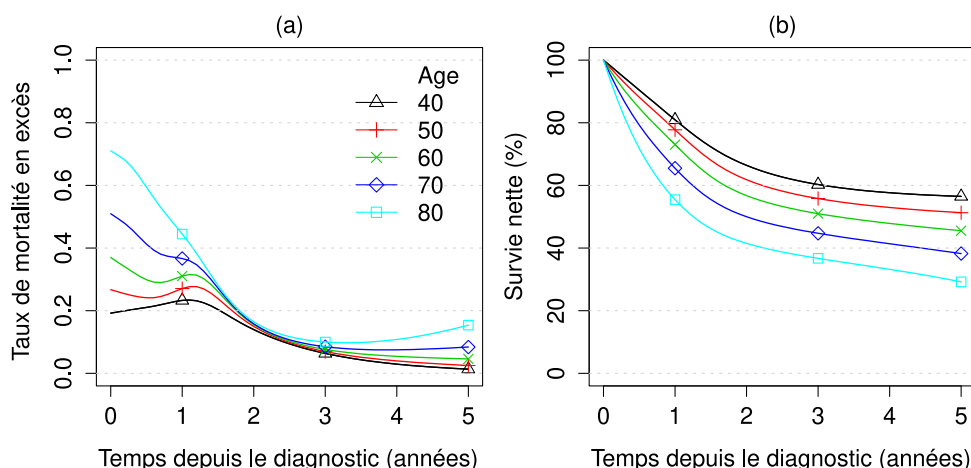 (a)
Taux de mortalité en excès
1.0
0.8
0.6
0.4
0.2
0.0
Age
40
50
60
70
80
0 1 2 3 4 5
Temps depuis le diagnostic (années)
(b)
Survie nette (%)
100
80
60
40
20
0
0 1 2 3 4 5
Temps depuis le diagnostic (années)